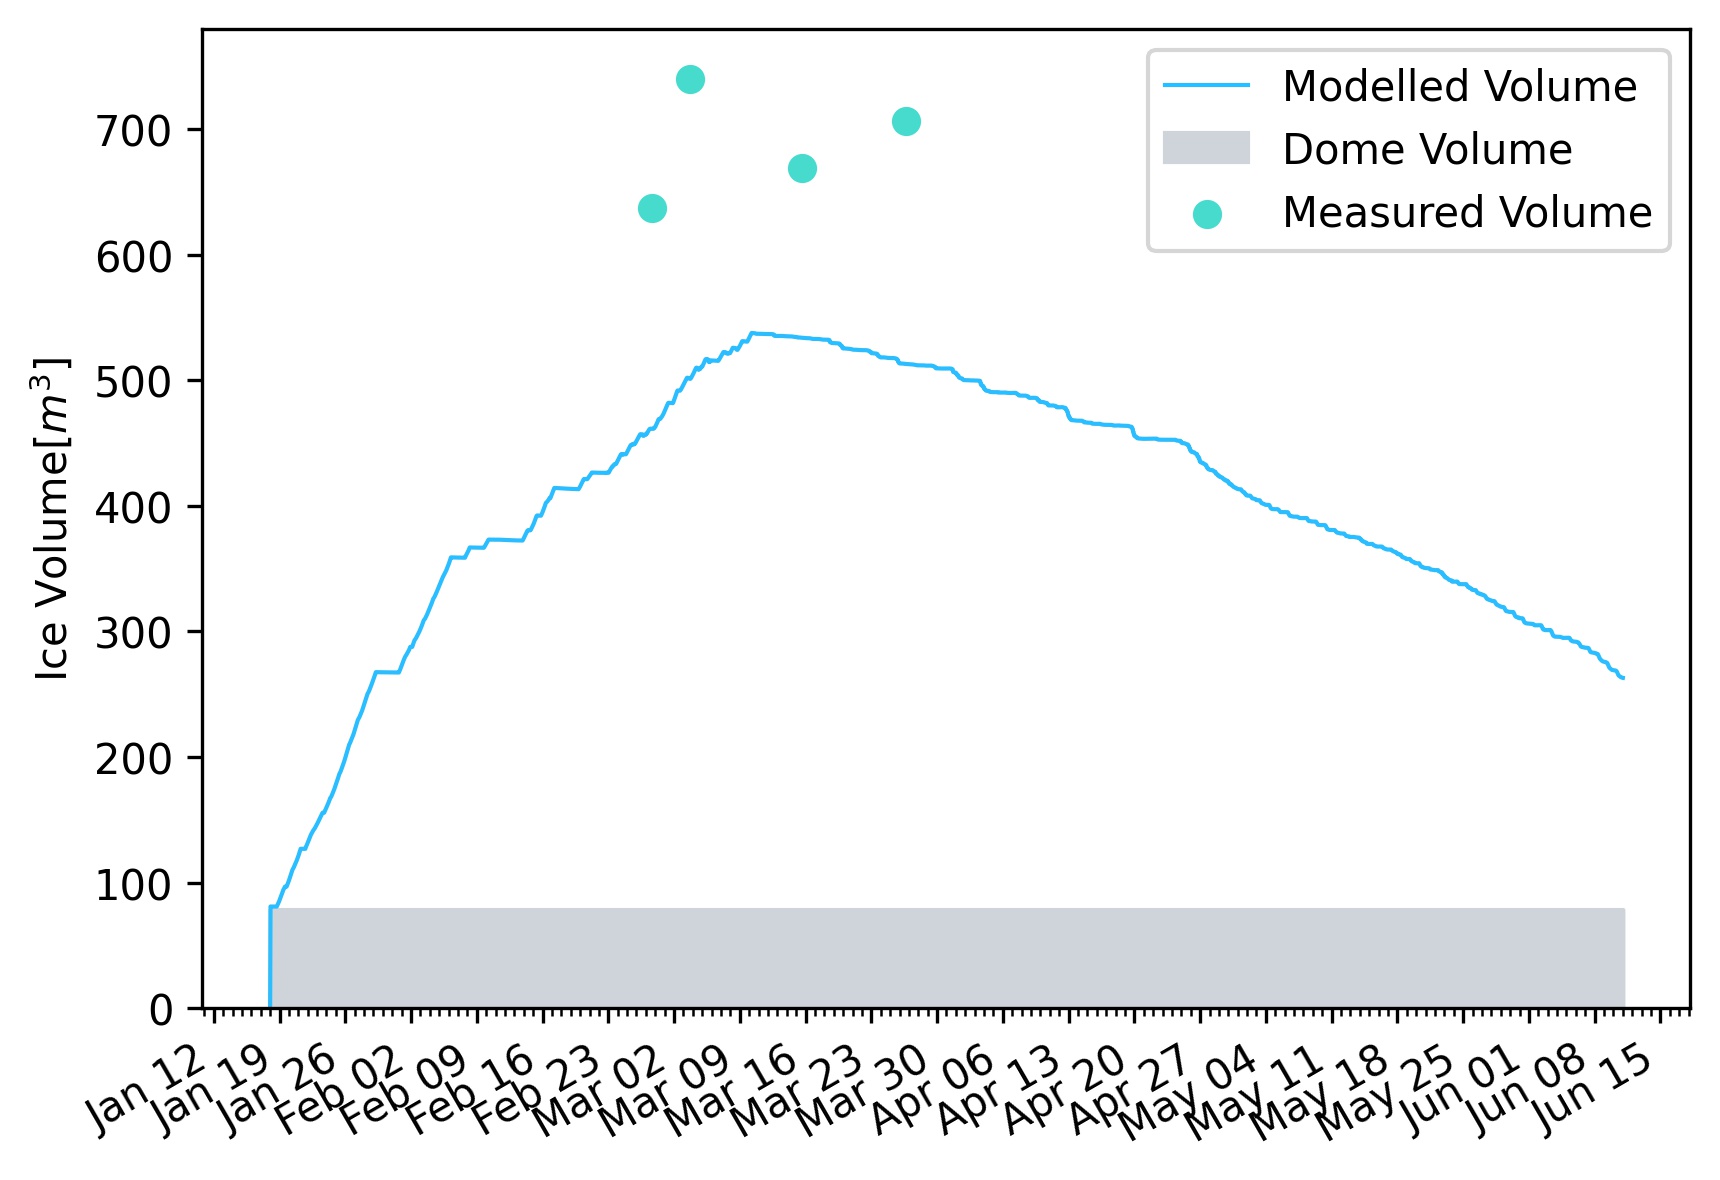 Modelled Volume
Dome Volume
Measured Volume
Ice Volume[m³]
700
600
500
400
300
200
100
0
Jan 12
Jan 19
Jan 26
Feb 02
Feb 09
Feb 16
Feb 23
Mar 02
Mar 09
Mar 16
Mar 23
Mar 30
Apr 06
Apr 13
Apr 20
Apr 27
May 04
May 11
May 18
May 25
Jun 01
Jun 08
Jun 15